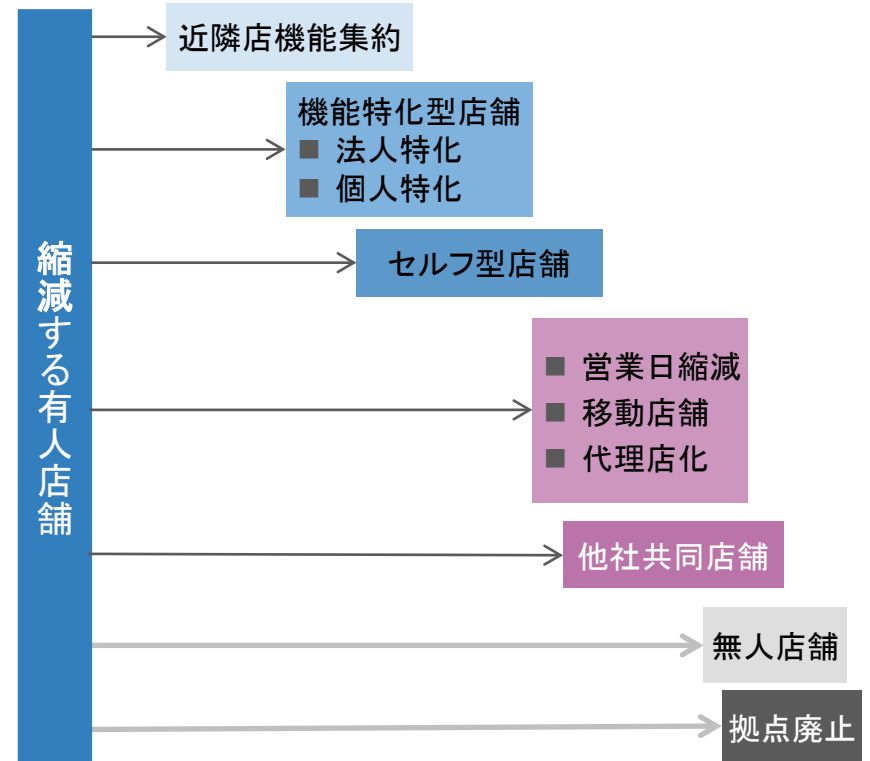 縮減する有人店舗
近隣店機能集約
機能特化型店舗
■ 法人特化
■ 個人特化
セルフ型店舗
■ 営業日縮減
■ 移動店舗
■ 代理店化
他社共同店舗
無人店舗
拠点廃止